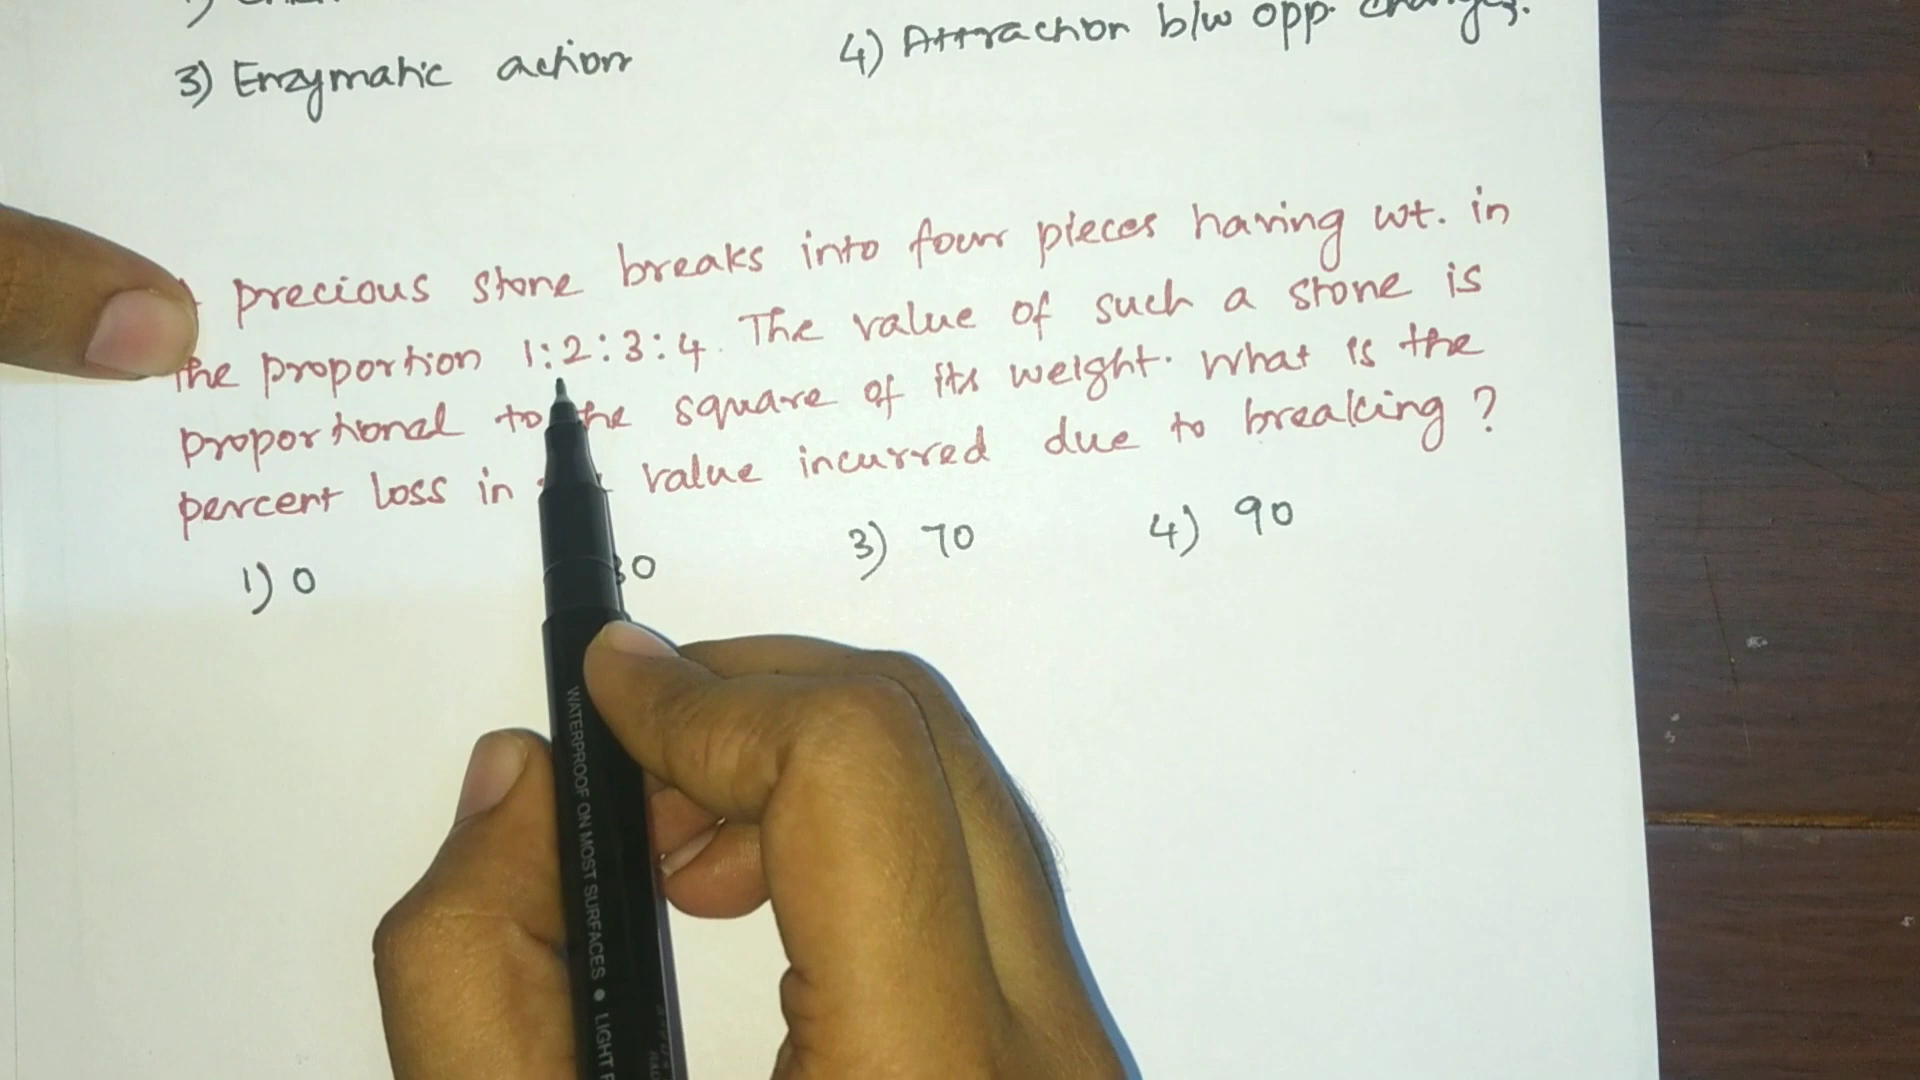 3) Enzymatic action
4) Attraction b/w opp. charges.
precious stone breaks into four pieces having wt. in
the proportion 1:2:3:4. The value of such a stone is
proportional to the square of its weight. What is the
percent loss in value incurred due to breaking ?
1) 0
3) 70
4) 90
WATERPROOF ON MOST SURFACES • LIGHT